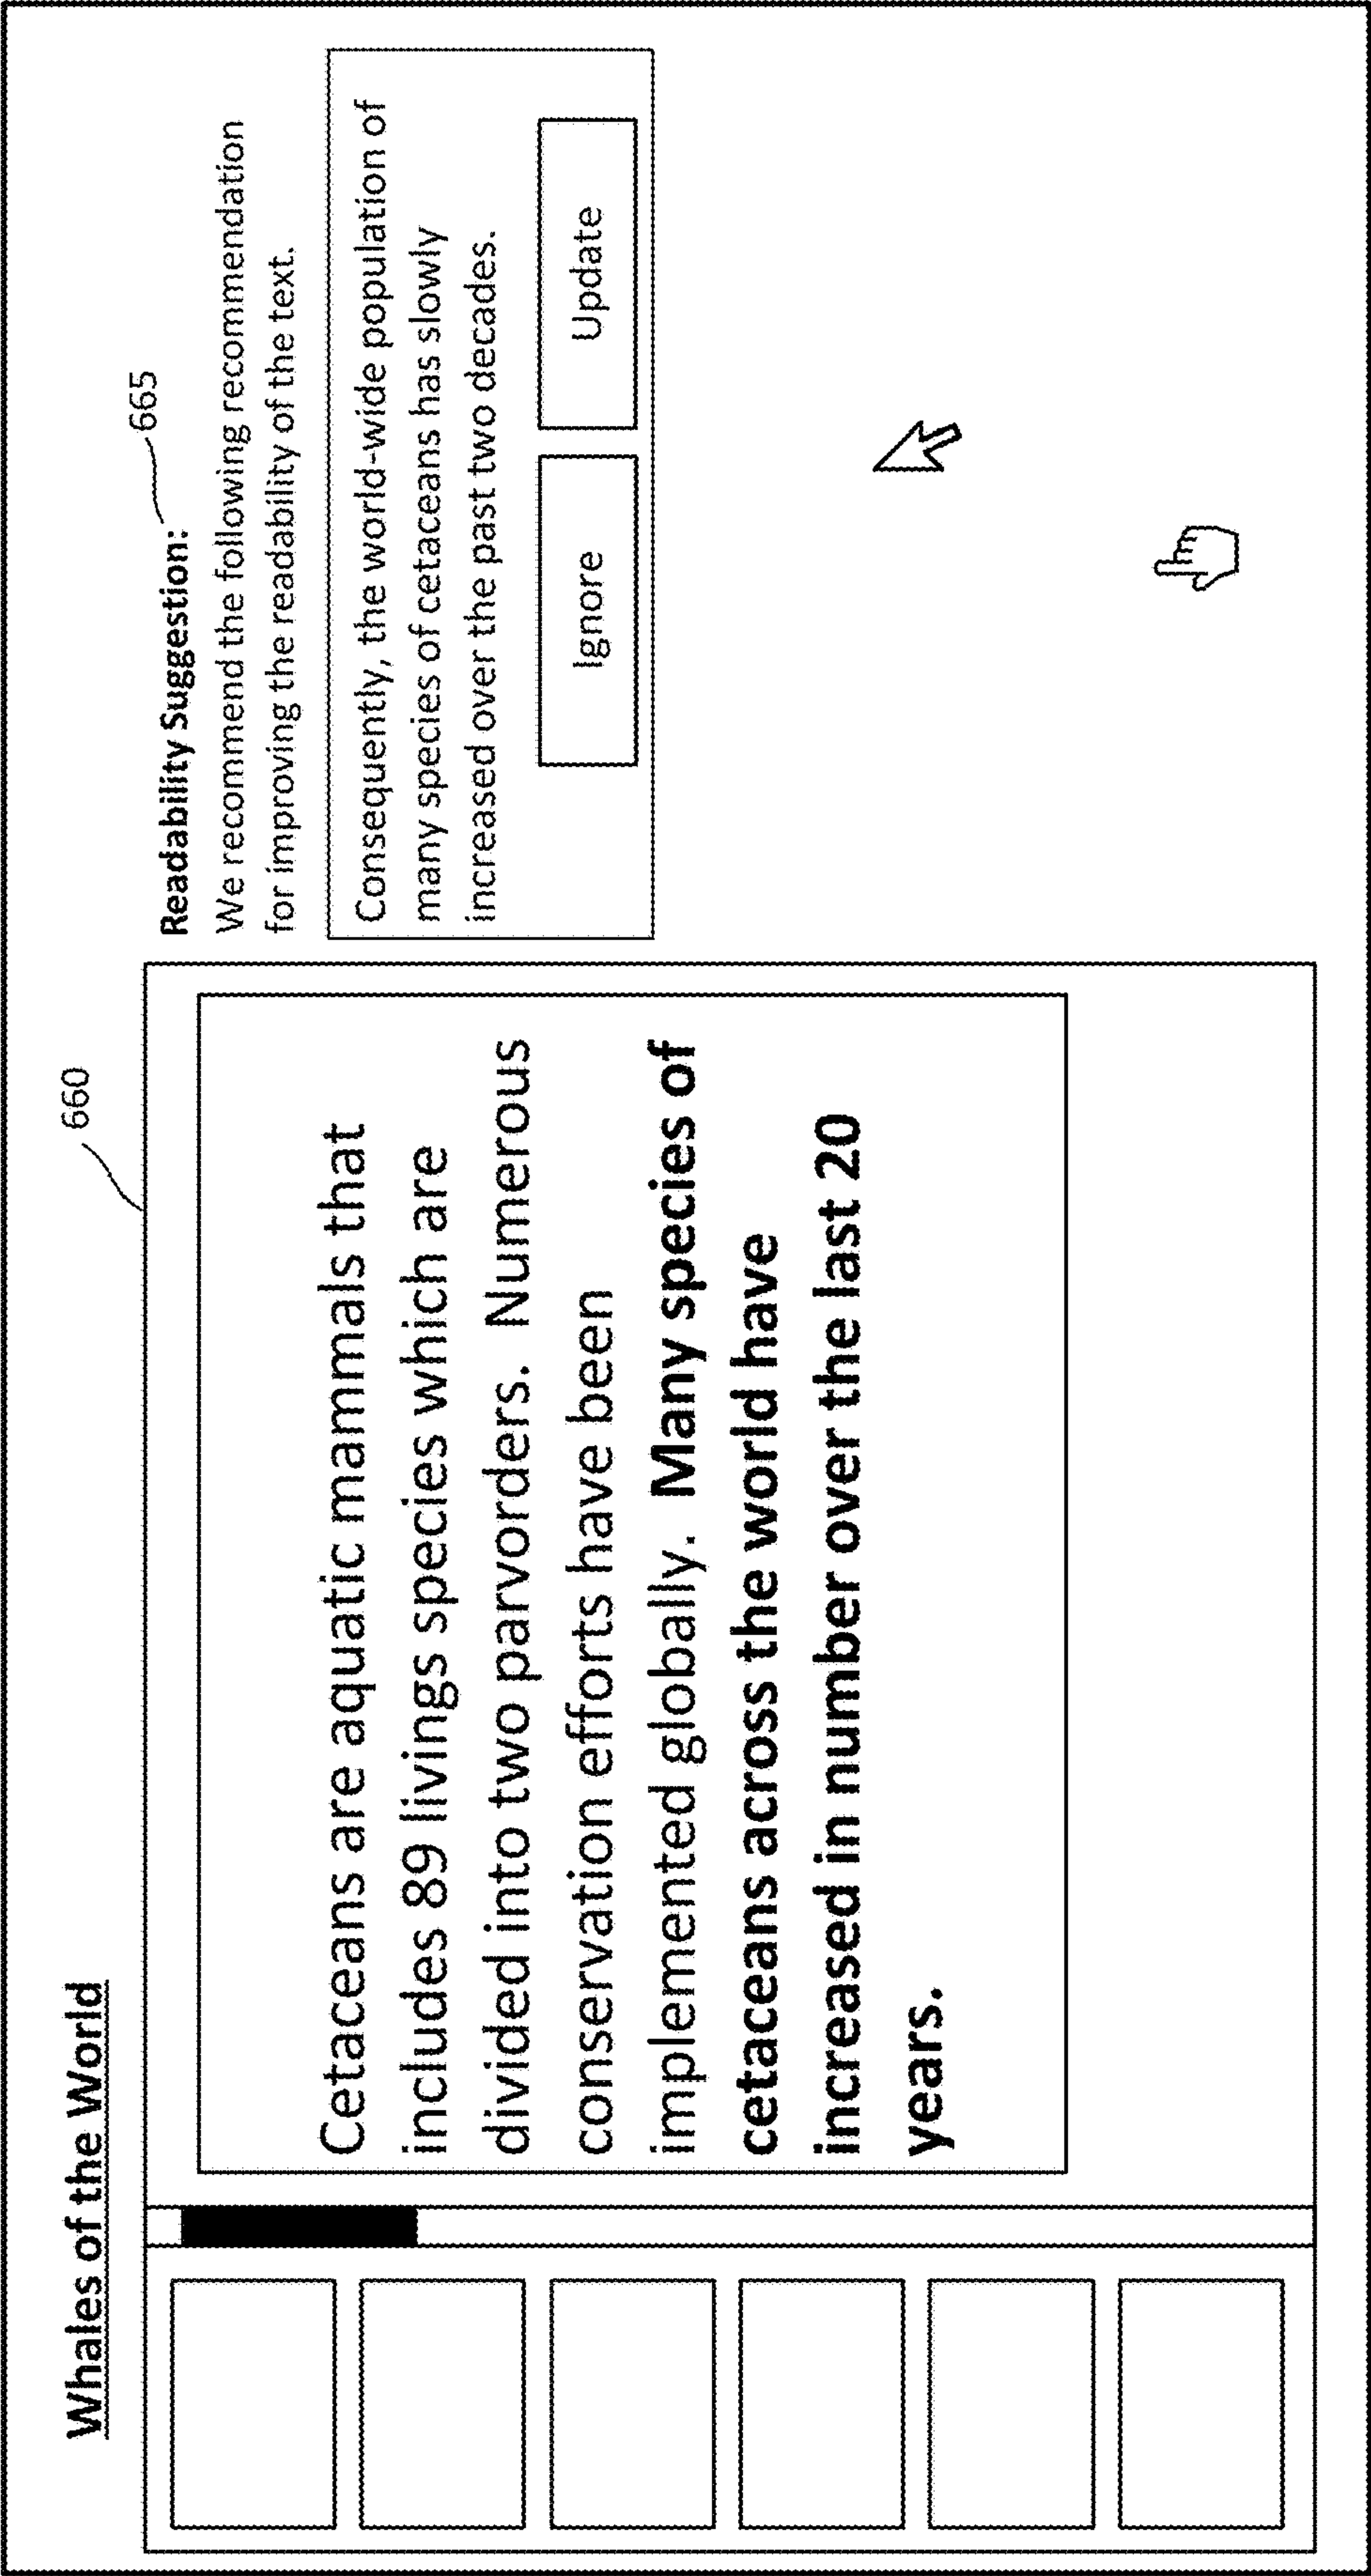 Whales of the World
660
Cetaceans are aquatic mammals that
includes 89 livings species which are
divided into two parvorders.  Numerous
conservation efforts have been
implemented globally.  Many species of
cetaceans across the world have
increased in number over the last 20
years.
665
Readability Suggestion:
We recommend the following recommendation
for improving the readability of the text.
Consequently, the world-wide population of
many species of cetaceans has slowly
increased over the past two decades.
Ignore
Update